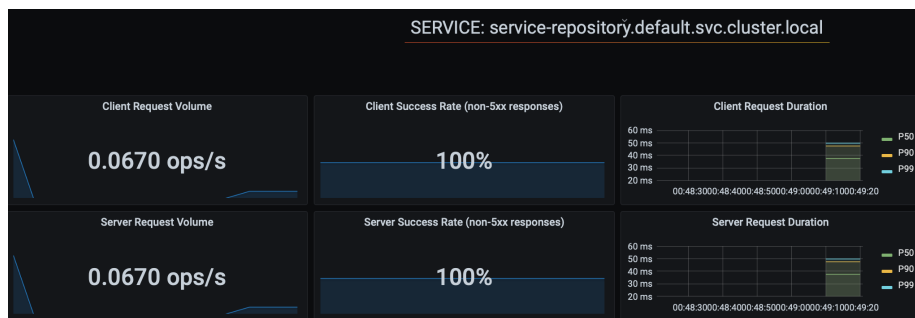 SERVICE: service-repository.default.svc.cluster.local
Client Request Volume
0.0670 ops/s
Client Success Rate (non-5xx responses)
100%
Client Request Duration
60 ms
50 ms
40 ms
30 ms
20 ms
00:48:30 00:48:40 00:48:50 00:49:00 00:49:10 00:49:20
P50
P90
P99
Server Request Volume
0.0670 ops/s
Server Success Rate (non-5xx responses)
100%
Server Request Duration
60 ms
50 ms
40 ms
30 ms
20 ms
00:48:30 00:48:40 00:48:50 00:49:00 00:49:10 00:49:20
P50
P90
P99